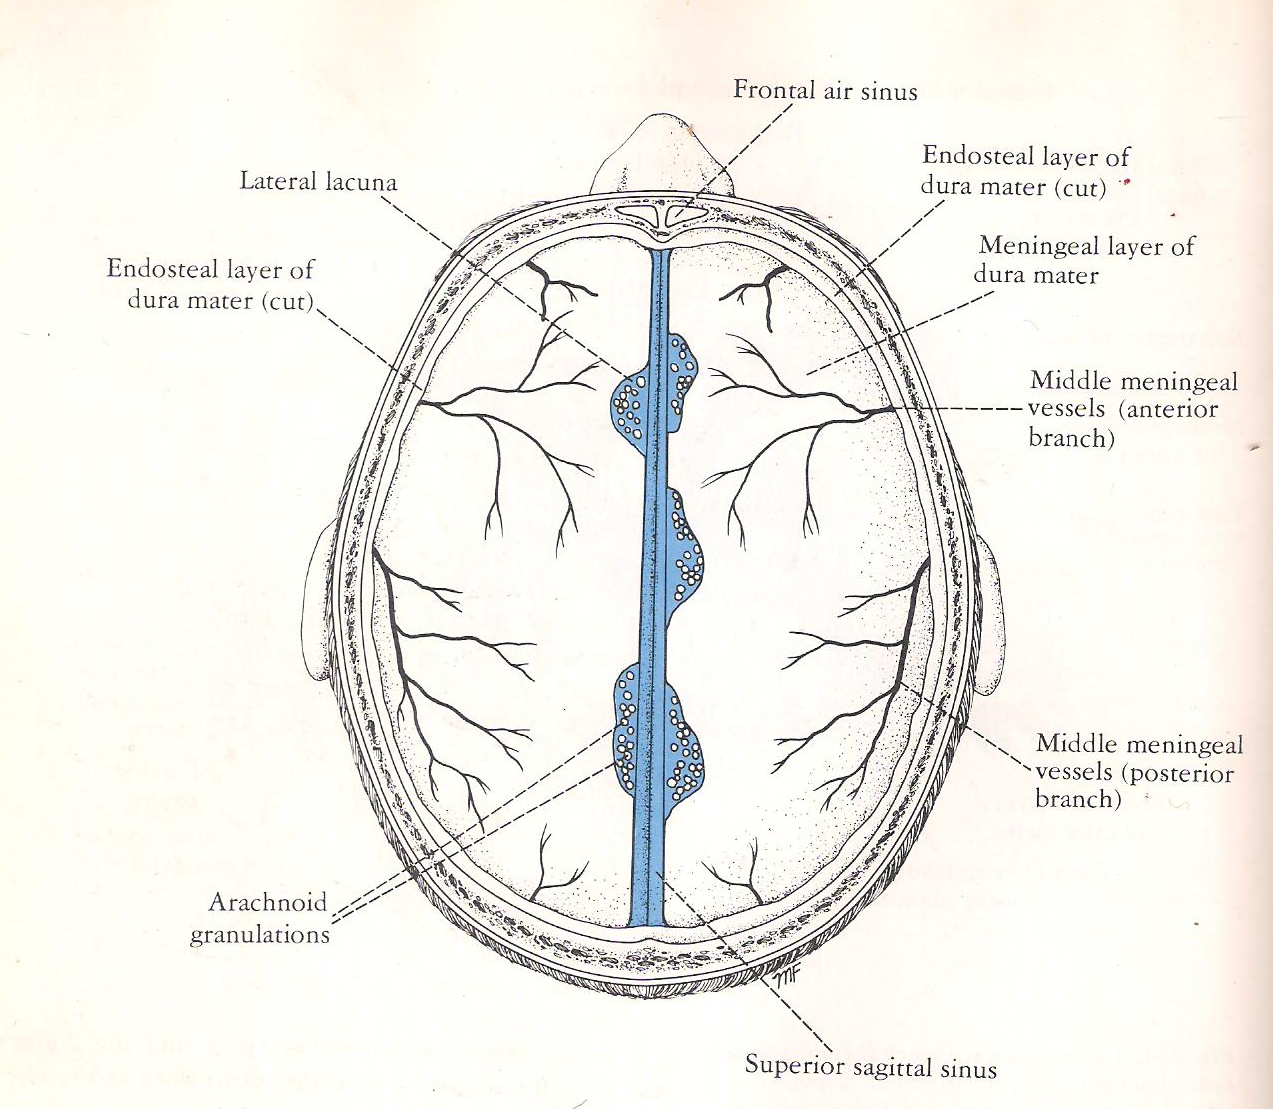 Frontal air sinus
Endosteal layer of
dura mater (cut)
Lateral lacuna
Meningeal layer of
dura mater
Endosteal layer of
dura mater (cut)
Middle meningeal
vessels (anterior
branch)
Middle meningeal
vessels (posterior
branch)
Arachnoid
granulations
MF
Superior sagittal sinus